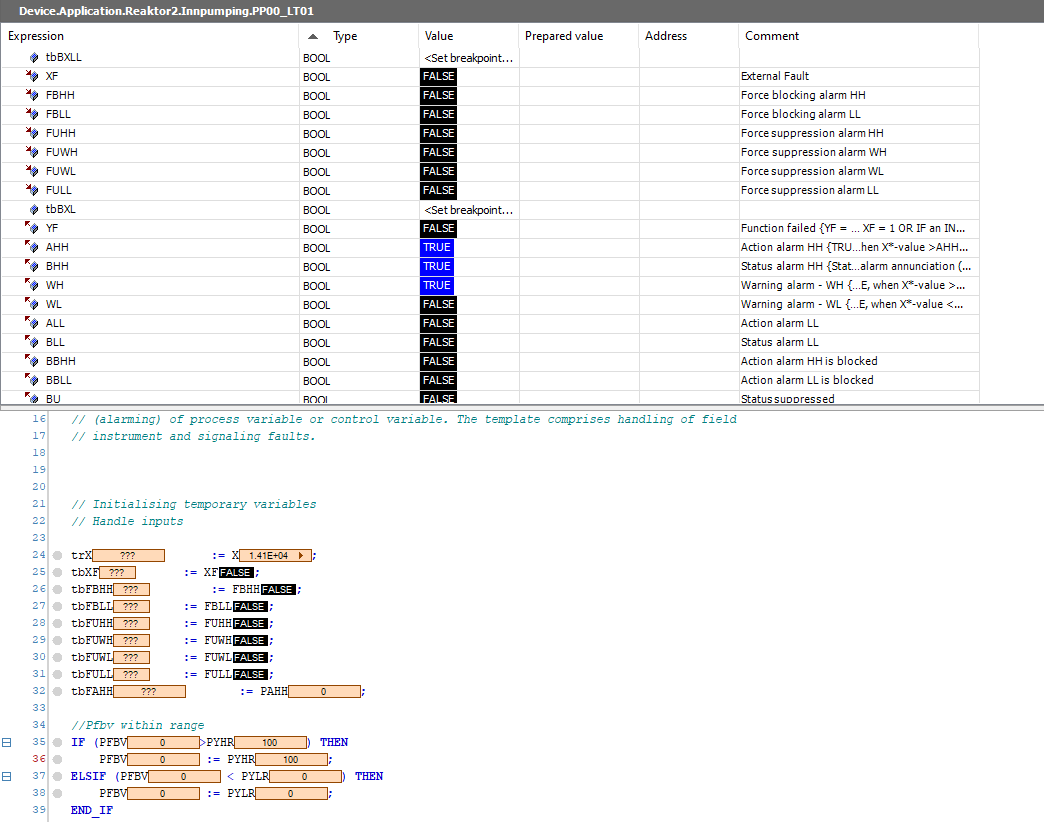 Device.Application.Reaktor2.Innpumping.PP00_LT01
Expression Type Value Prepared value Address Comment
tbBXLL BOOL <Set breakpoint...
XF BOOL FALSE External Fault
FBHH BOOL FALSE Force blocking alarm HH
FBLL BOOL FALSE Force blocking alarm LL
FUHH BOOL FALSE Force suppression alarm HH
FUWH BOOL FALSE Force suppression alarm WH
FUWL BOOL FALSE Force suppression alarm WL
FULL BOOL FALSE Force suppression alarm LL
tbBXL BOOL <Set breakpoint...
YF BOOL FALSE Function failed {YF = ... XF = 1 OR IF an IN...
AHH BOOL TRUE Action alarm HH {TRU...hen X*-value >AHH...
BHH BOOL TRUE Status alarm HH {Stat...alarm annunciation (...
WH BOOL TRUE Warning alarm - WH {...E, when X*-value >...
WL BOOL FALSE Warning alarm - WL {...E, when X*-value <...
ALL BOOL FALSE Action alarm LL
BLL BOOL FALSE Status alarm LL
BBHH BOOL FALSE Action alarm HH is blocked
BBLL BOOL FALSE Action alarm LL is blocked
BU BOOL FALSE Status suppressed
16 // (alarming) of process variable or control variable. The template comprises handling of field
17 // instrument and signaling faults.
18
19
20
21 // Initialising temporary variables
22 // Handle inputs
23
24 trX ??? := X 1.41E+04 ;
25 tbXF ??? := XF FALSE ;
26 tbFBHH ??? := FBHH FALSE ;
27 tbFBLL ??? := FBLL FALSE ;
28 tbFUHH ??? := FUHH FALSE ;
29 tbFUWH ??? := FUWH FALSE ;
30 tbFUWL ??? := FUWL FALSE ;
31 tbFULL ??? := FULL FALSE ;
32 tbFAHH ??? := PAHH 0 ;
33
34 //Pfbv within range
35 IF (PFBV 0 >PYHR 100 ) THEN
36 PFBV 0 := PYHR 100 ;
37 ELSIF (PFBV 0 < PYLR 0 ) THEN
38 PFBV 0 := PYLR 0 ;
39 END_IF